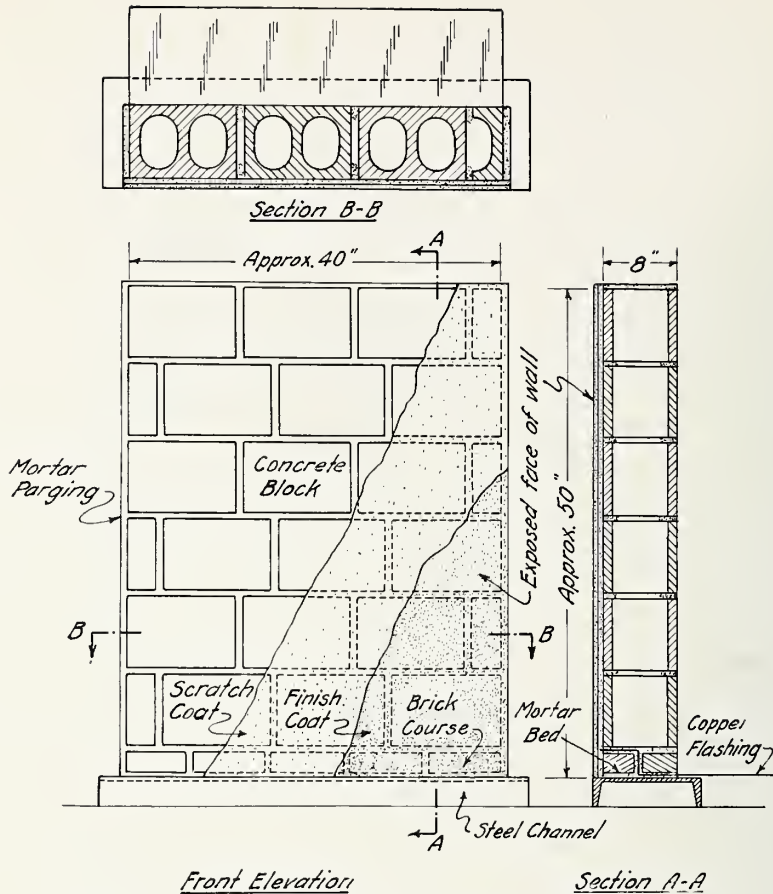 Section B-B
A
Approx. 40"
8"
Mortar
Parging
Concrete
Block
Exposed face of wall
Approx. 50"
B
B
Scratch
Coat
Finish
Coat
Brick
Course
Mortar
Bed
Copper
Flashing
A
Steel Channel
Front Elevation
Section A-A